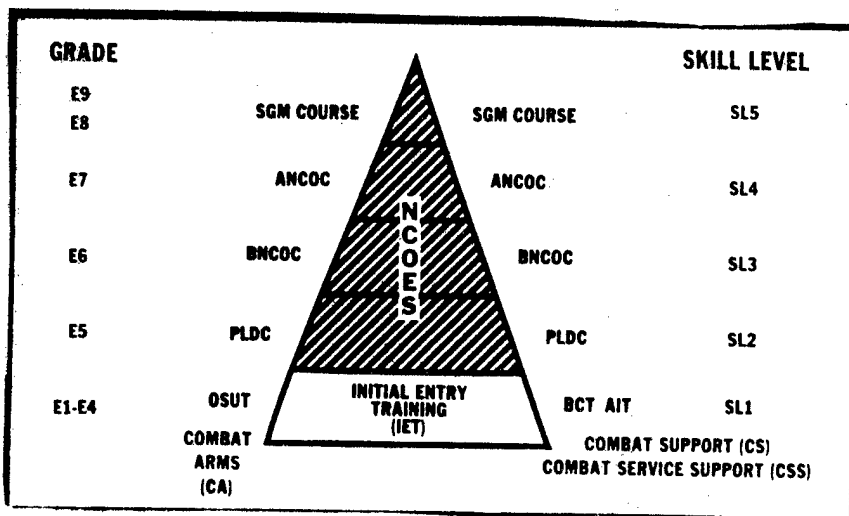 GRADE
SKILL LEVEL
E9
E8
SGM COURSE
SGM COURSE
SL5
E7
ANCOC
ANCOC
SL4
NCOES
E6
BNCOC
BNCOC
SL3
E5
PLDC
PLDC
SL2
E1-E4
OSUT
INITIAL ENTRY
TRAINING
(IET)
BCT AIT
SL1
COMBAT
ARMS
(CA)
COMBAT SUPPORT (CS)
COMBAT SERVICE SUPPORT (CSS)